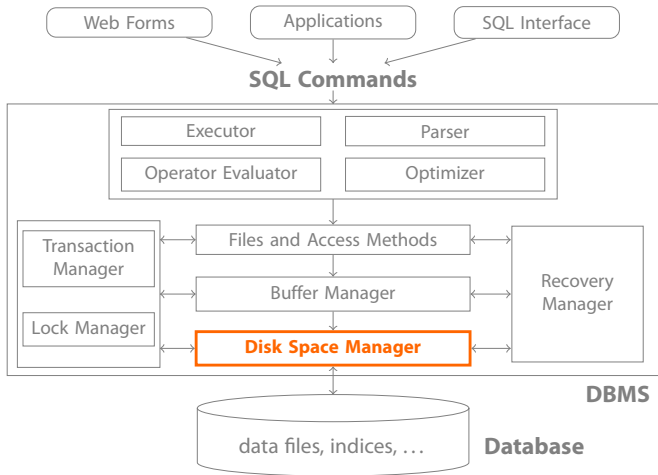 Web Forms
Applications
SQL Interface
SQL Commands
Executor
Parser
Operator Evaluator
Optimizer
Transaction
Manager
Lock Manager
Files and Access Methods
Buffer Manager
Disk Space Manager
Recovery
Manager
DBMS
data files, indices, …
Database